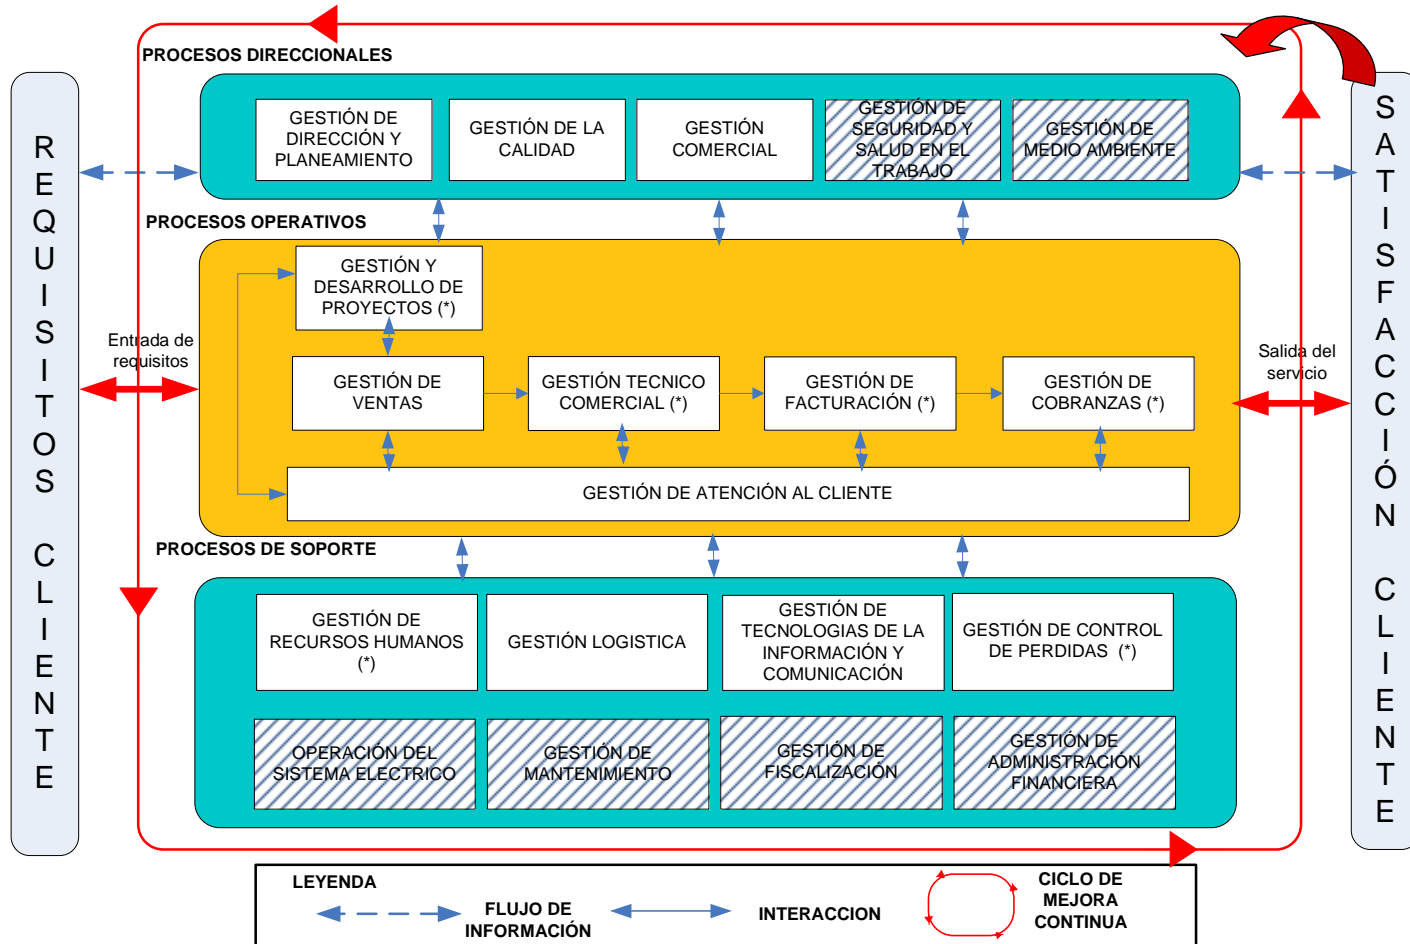 PROCESOS DIRECCIONALES
REQUISITOS CLIENTE
GESTIÓN DE
DIRECCIÓN Y
PLANEAMIENTO
GESTIÓN DE LA
CALIDAD
GESTIÓN
COMERCIAL
GESTIÓN DE
SEGURIDAD Y
SALUD EN EL
TRABAJO
GESTIÓN DE
MEDIO AMBIENTE
SATISFACCIÓN CLIENTE
PROCESOS OPERATIVOS
GESTIÓN Y
DESARROLLO DE
PROYECTOS (*)
Entrada de
requisitos
GESTIÓN DE
VENTAS
GESTIÓN TECNICO
COMERCIAL (*)
GESTIÓN DE
FACTURACIÓN (*)
GESTIÓN DE
COBRANZAS (*)
Salida del
servicio
GESTIÓN DE ATENCIÓN AL CLIENTE
PROCESOS DE SOPORTE
GESTIÓN DE
RECURSOS HUMANOS
(*)
GESTIÓN LOGISTICA
GESTIÓN DE
TECNOLOGIAS DE LA
INFORMACIÓN Y
COMUNICACIÓN
GESTIÓN DE CONTROL
DE PERDIDAS (*)
OPERACIÓN DEL
SISTEMA ELECTRICO
GESTIÓN DE
MANTENIMIENTO
GESTIÓN DE
FISCALIZACIÓN
GESTIÓN DE
ADMINISTRACIÓN
FINANCIERA
LEYENDA
FLUJO DE
INFORMACIÓN
INTERACCION
CICLO DE
MEJORA
CONTINUA